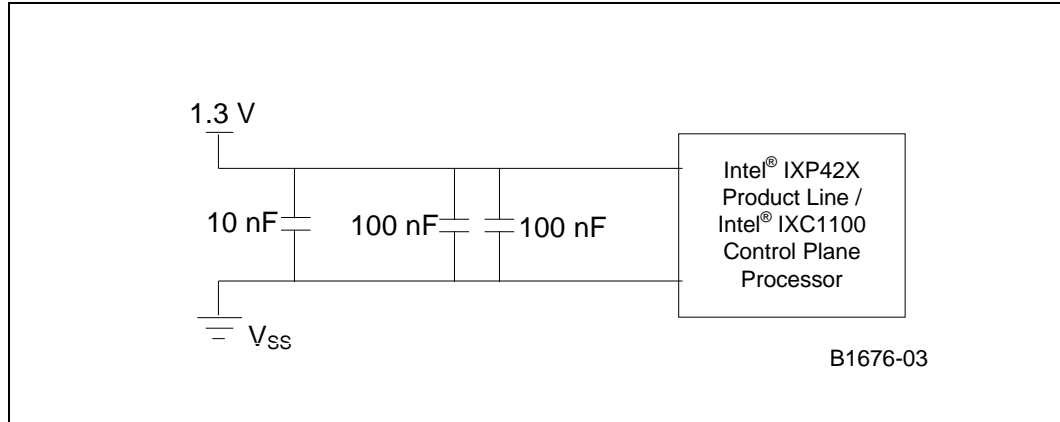 1.3 V
10 nF
100 nF
100 nF
Intel® IXP42X
Product Line /
Intel® IXC1100
Control Plane
Processor
VSS
B1676-03